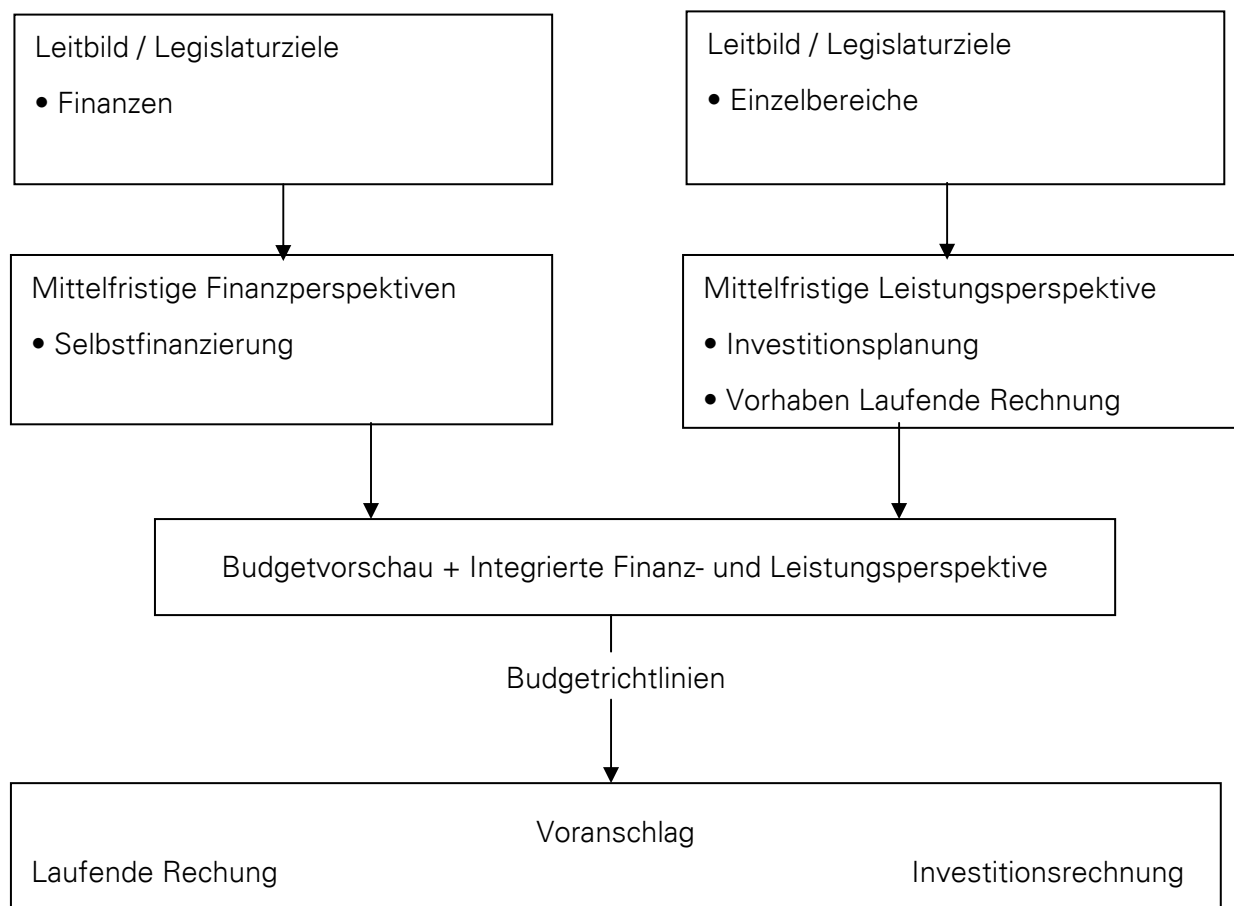 Leitbild / Legislaturziele
• Finanzen
Leitbild / Legislaturziele
• Einzelbereiche
Mittelfristige Finanzperspektiven
• Selbstfinanzierung
Mittelfristige Leistungsperspektive
• Investitionsplanung
• Vorhaben Laufende Rechnung
Budgetvorschau + Integrierte Finanz- und Leistungsperspektive
Budgetrichtlinien
Voranschlag
Laufende Rechung
Investitionsrechnung